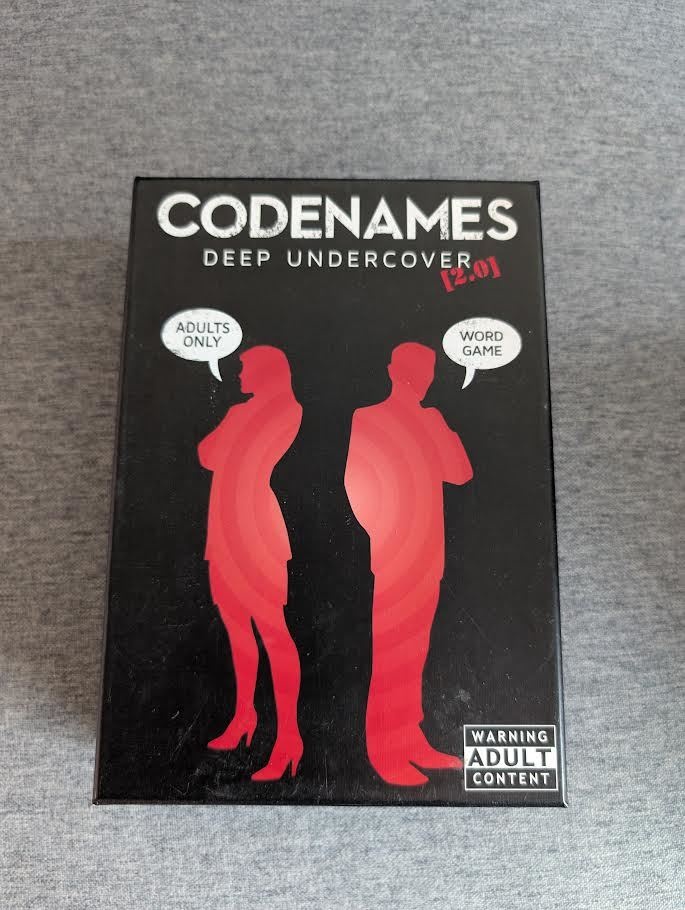 CODENAMES
DEEP UNDERCOVER
[2.0]
ADULTS
ONLY
WORD
GAME
WARNING
ADULT
CONTENT